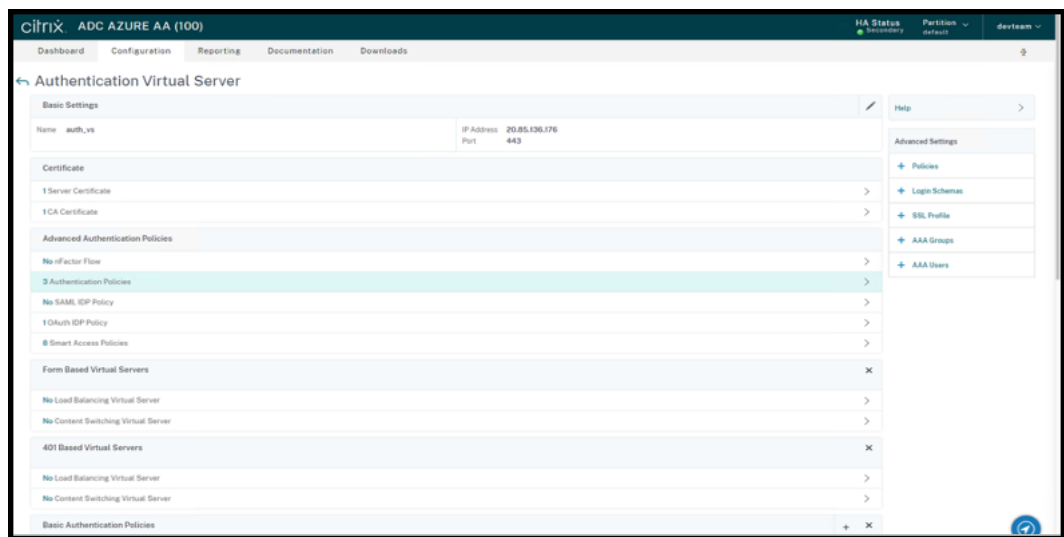 citrix. ADC AZURE AA (100)
HA Status
Secondary
Partition
default
devteam
Dashboard Configuration Reporting Documentation Downloads
Authentication Virtual Server
Basic Settings
Name auth_vs
IP Address 20.85.136.176
Port 443
Certificate
1 Server Certificate
1 CA Certificate
Advanced Authentication Policies
No nFactor Flow
3 Authentication Policies
No SAML IDP Policy
1 OAuth IDP Policy
8 Smart Access Policies
Form Based Virtual Servers
No Load Balancing Virtual Server
No Content Switching Virtual Server
401 Based Virtual Servers
No Load Balancing Virtual Server
No Content Switching Virtual Server
Basic Authentication Policies
Help
Advanced Settings
+ Policies
+ Login Schemas
+ SSL Profile
+ AAA Groups
+ AAA Users